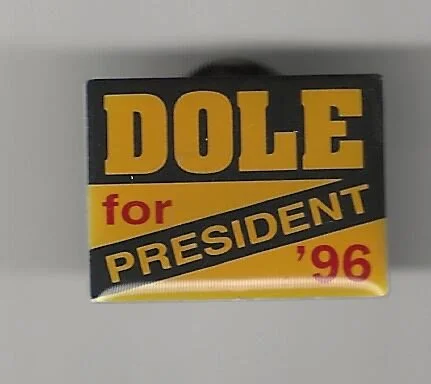 DOLE
for
PRESIDENT
'96